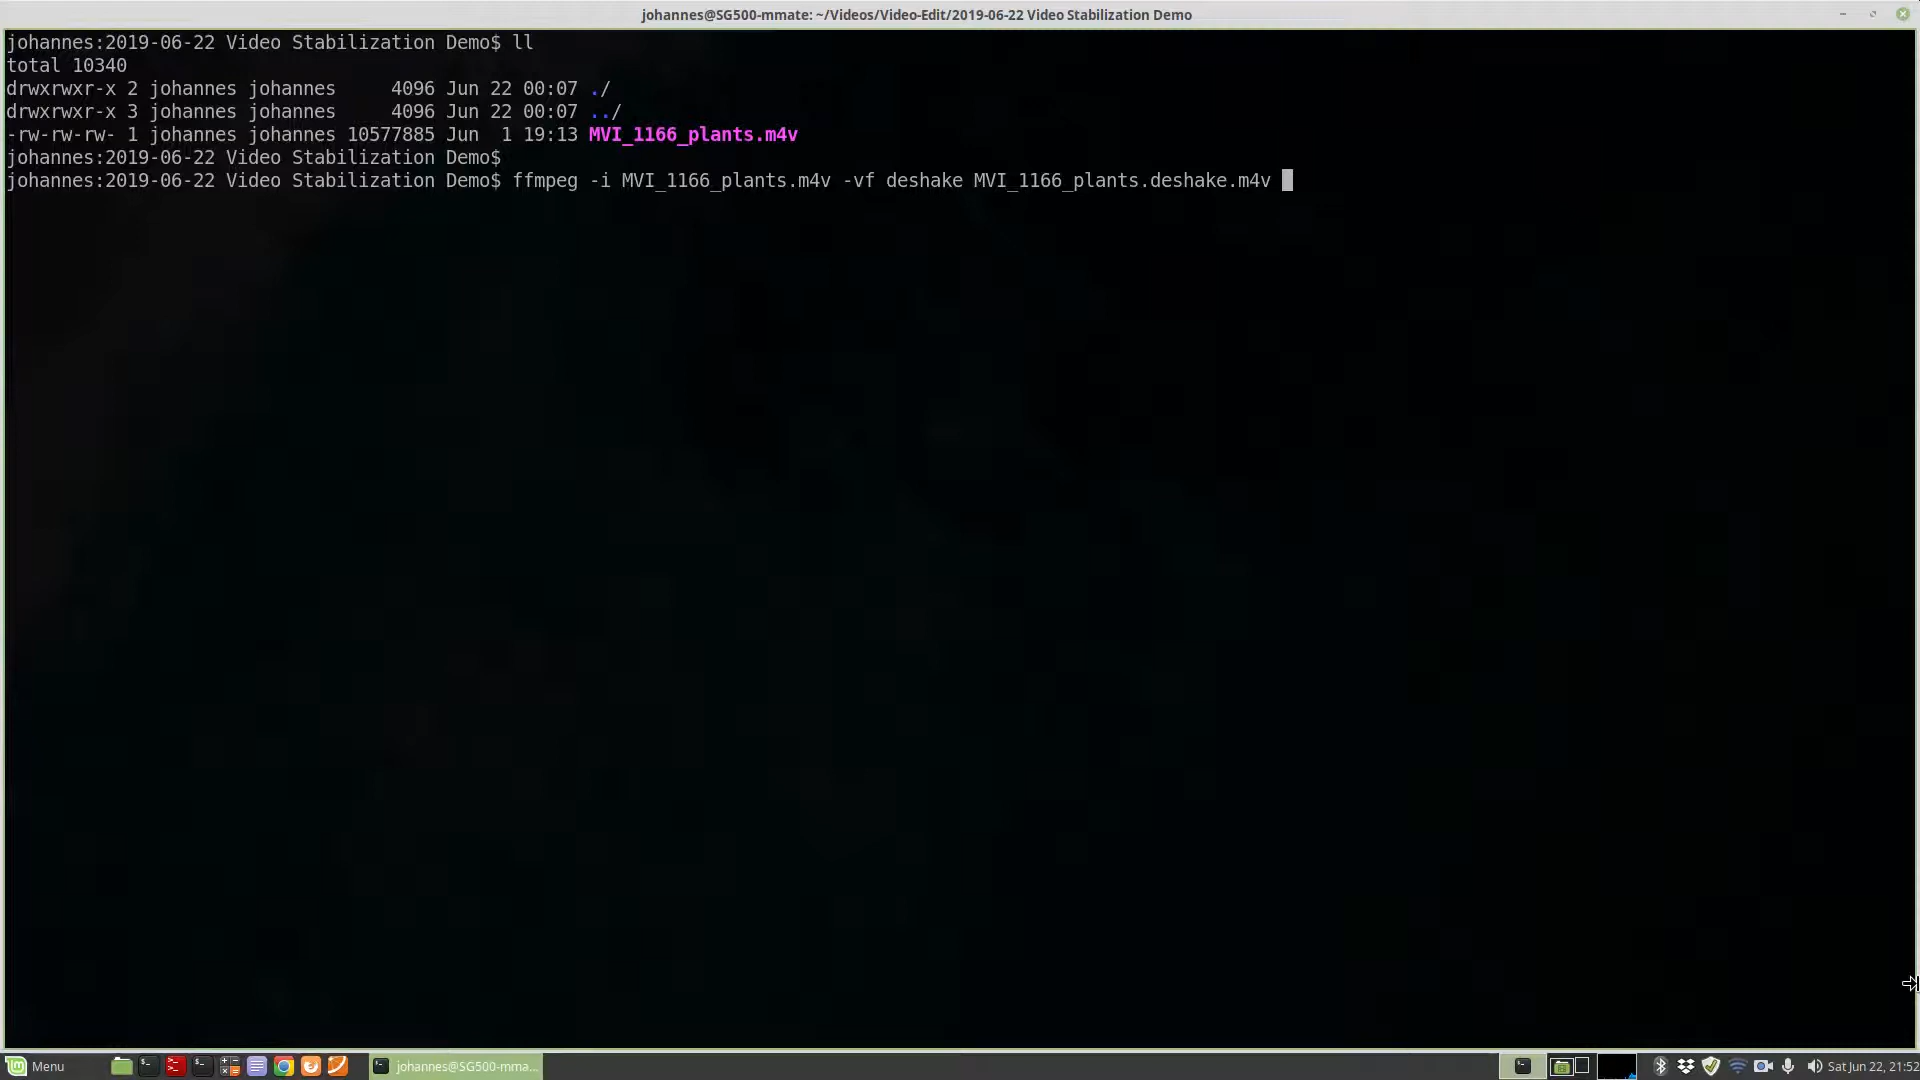 johannes@SG500-mmate: ~/Videos/Video-Edit/2019-06-22 Video Stabilization Demo
johannes:2019-06-22 Video Stabilization Demo$ ll
total 10340
drwxrwxr-x 2 johannes johannes     4096 Jun 22 00:07 ./
drwxrwxr-x 3 johannes johannes     4096 Jun 22 00:07 ../
-rw-rw-rw- 1 johannes johannes 10577885 Jun  1 19:13 MVI_1166_plants.m4v
johannes:2019-06-22 Video Stabilization Demo$
johannes:2019-06-22 Video Stabilization Demo$ ffmpeg -i MVI_1166_plants.m4v -vf deshake MVI_1166_plants.deshake.m4v
Menu johannes@SG500-mma... Sat Jun 22, 21:52